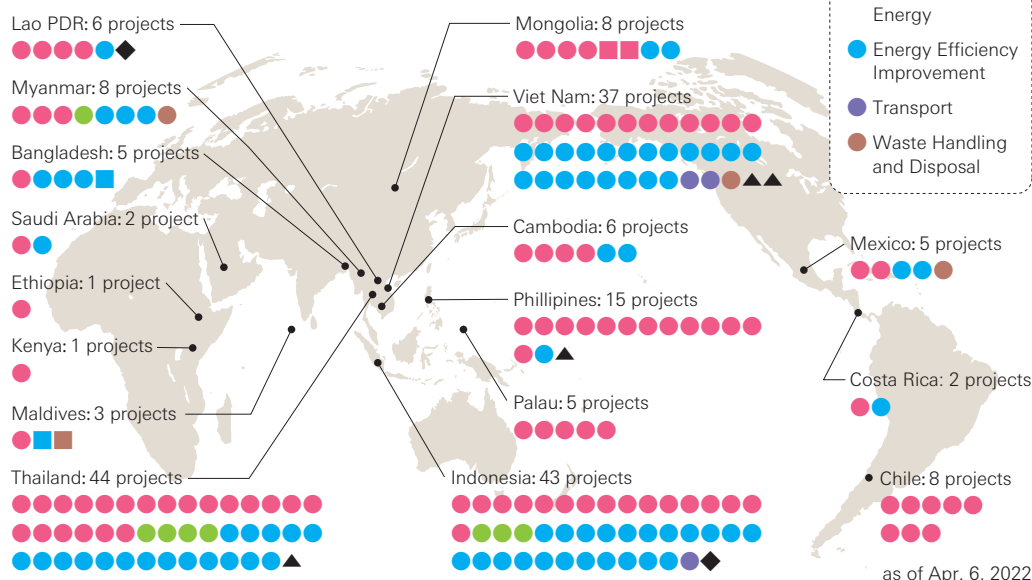 Lao PDR: 6 projects
Myanmar: 8 projects
Bangladesh: 5 projects
Saudi Arabia: 2 project
Ethiopia: 1 project
Kenya: 1 projects
Maldives: 3 projects
Thailand: 44 projects
Mongolia: 8 projects
Viet Nam: 37 projects
Cambodia: 6 projects
Phillipines: 15 projects
Palau: 5 projects
Indonesia: 43 projects
Energy
Energy Efficiency
Improvement
Transport
Waste Handling
and Disposal
Mexico: 5 projects
Costa Rica: 2 projects
Chile: 8 projects
as of Apr. 6, 2022